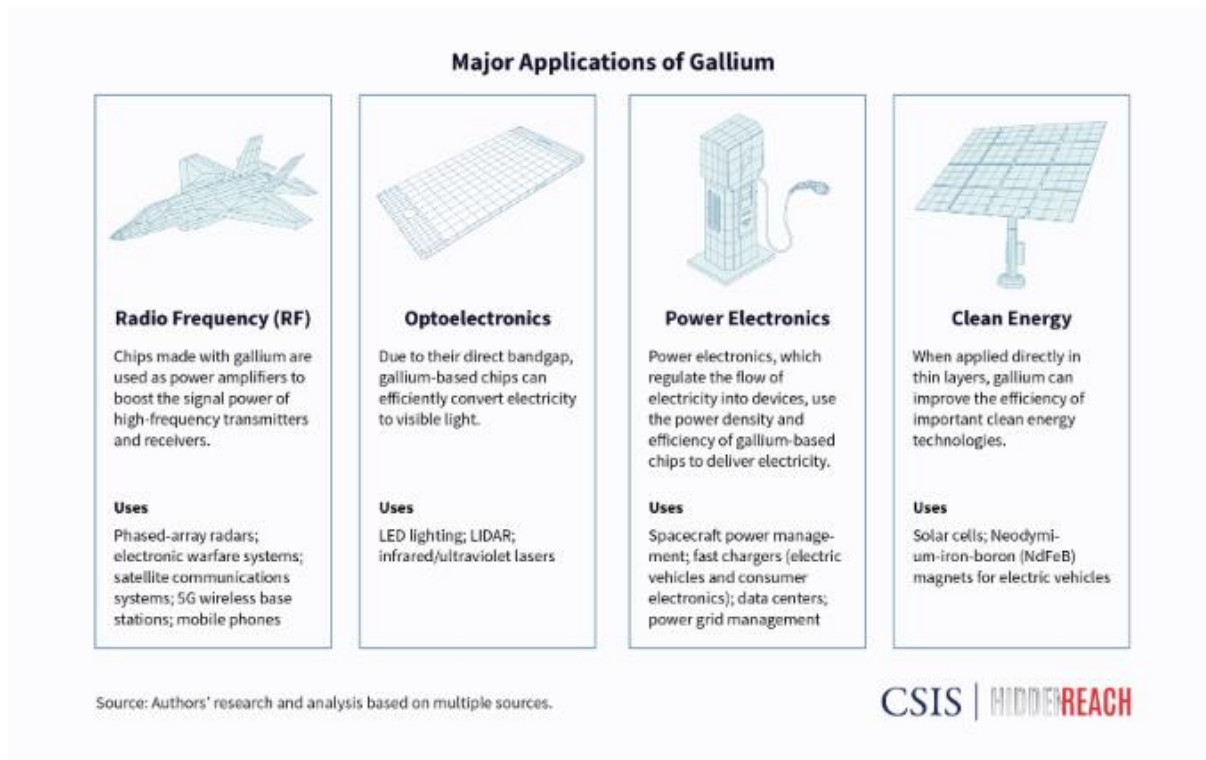 Major Applications of Gallium
Radio Frequency (RF)
Chips made with gallium are
used as power amplifiers to
boost the signal power of
high-frequency transmitters
and receivers.
Uses
Phased-array radars;
electronic warfare systems;
satellite communications
systems; 5G wireless base
stations; mobile phones
Optoelectronics
Due to their direct bandgap,
gallium-based chips can
efficiently convert electricity
to visible light.
Uses
LED lighting; LIDAR;
infrared/ultraviolet lasers
Power Electronics
Power electronics, which
regulate the flow of
electricity into devices, use
the power density and
efficiency of gallium-based
chips to deliver electricity.
Uses
Spacecraft power manage-
ment; fast chargers (electric
vehicles and consumer
electronics); data centers;
power grid management
Clean Energy
When applied directly in
thin layers, gallium can
improve the efficiency of
important clean energy
technologies.
Uses
Solar cells; Neodymi-
um-iron-boron (NdFeB)
magnets for electric vehicles
Source: Authors' research and analysis based on multiple sources.
CSIS | HIDDENREACH